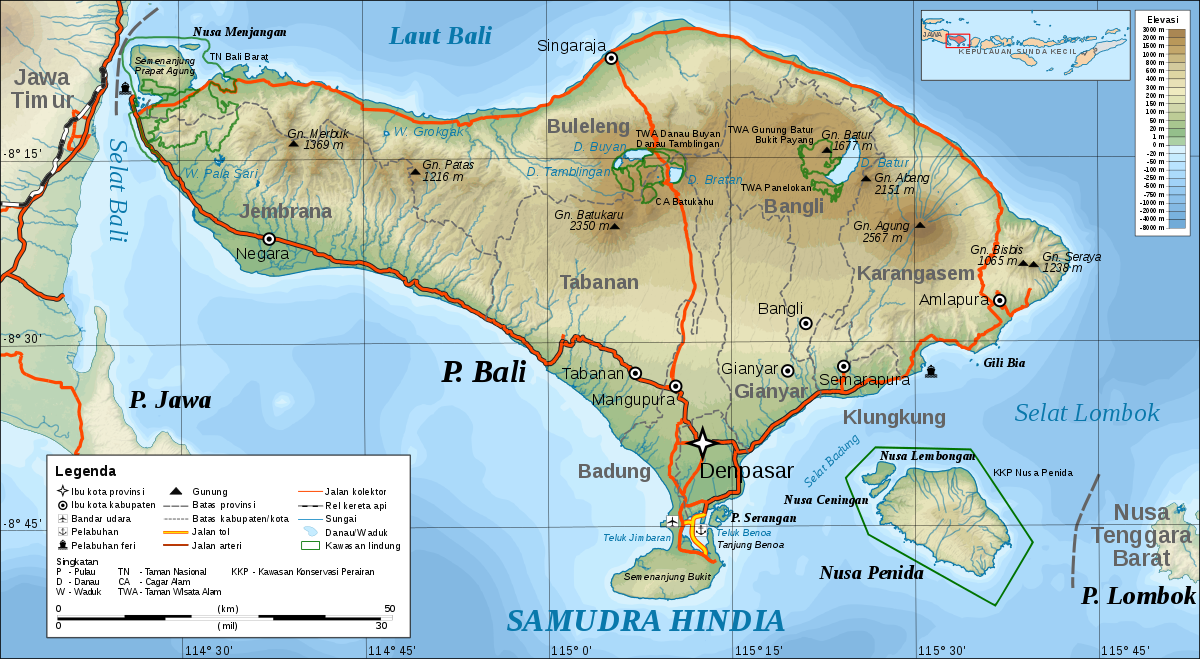 Nusa Menjangan
Laut Bali
Semenanjung
Prapat Agung
TN Bali Barat
Singaraja
Jawa
Timur
Selat Bali
Gn. Merbuk
1369 m
W. Grokgak
Buleleng
TWA Danau Buyan
Danau Tamblingan
D. Buyan
D. Tamblingan
D. Bratan
CA Batukahu
TWA Gunung Batur
Bukit Payang
Gn. Batur
1677 m
D. Batur
Gn. Abang
2151 m
TWA Panelokan
Bangli
W. Pala Sari
Gn. Patas
1216 m
Jembrana
Negara
Gn. Batukaru
2350 m
Gn. Agung
2567 m
Gn. Bisbis
1065 m
Gn. Seraya
1238 m
Karangasem
Amlapura
Tabanan
Bangli
P. Bali
Tabanan
Mangupura
Gianyar
Gianyar
Semarapura
Gili Bia
Klungkung
Selat Lombok
P. Jawa
Badung
Denpasar
Selat Badung
Nusa Lembongan
KKP Nusa Penida
Nusa Ceningan
P. Serangan
Teluk Benoa
Tanjung Benoa
Teluk Jimbaran
Semenanjung Bukit
Nusa Penida
Nusa
Tenggara
Barat
P. Lombok
SAMUDRA HINDIA
-8° 15'
-8° 30'
-8° 45'
114° 30'
114° 45'
115° 0'
115° 15'
115° 30'
115° 45'
JAWA
KEPULAUAN SUNDA KECIL
Elevasi
3000 m
2000 m
1500 m
1000 m
800 m
600 m
400 m
300 m
200 m
160 m
100 m
50 m
20 m
1 m
0 m
-20 m
-50 m
-100 m
-250 m
-500 m
-750 m
-1000 m
-2000 m
-4000 m
-8000 m
Legenda
Ibu kota provinsi
Ibu kota kabupaten
Bandar udara
Pelabuhan
Pelabuhan feri
Gunung
Batas provinsi
Batas kabupaten/kota
Jalan tol
Jalan arteri
Jalan kolektor
Rel kereta api
Sungai
Danau/Waduk
Kawasan lindung
Singkatan
P - Pulau TN - Taman Nasional KKP - Kawasan Konservasi Perairan
D - Danau CA - Cagar Alam
W - Waduk TWA - Taman Wisata Alam
0 (km) 50
0 (mil) 30